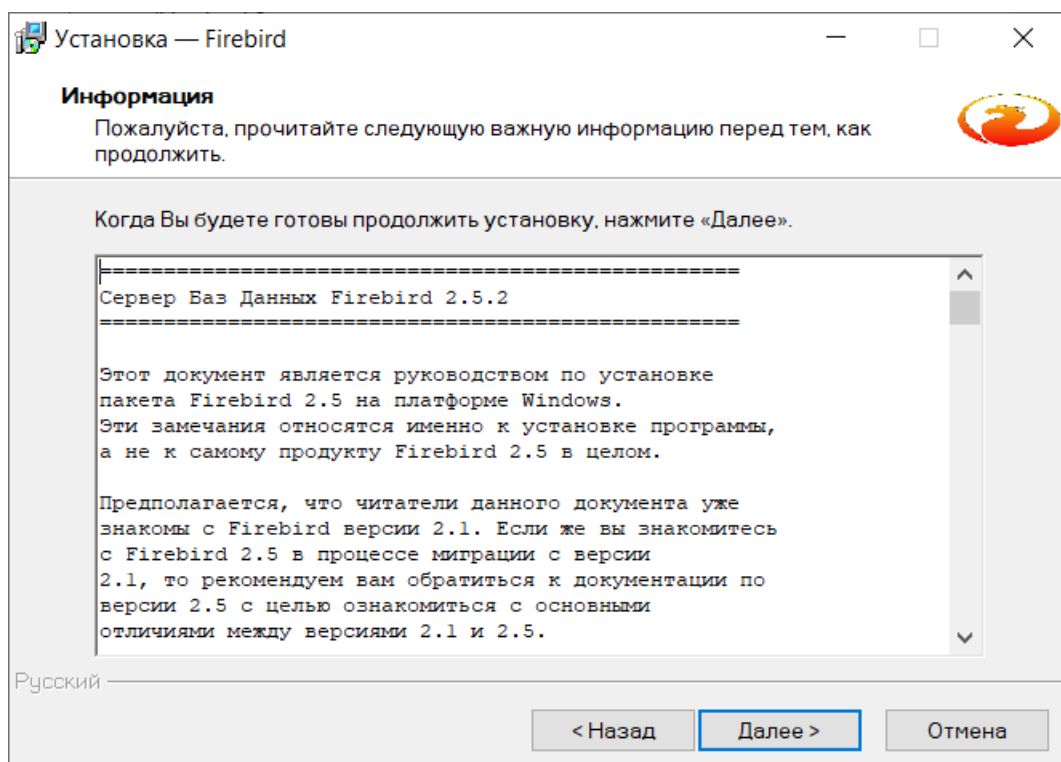 Установка — Firebird
Информация
Пожалуйста, прочитайте следующую важную информацию перед тем, как
продолжить.
Когда Вы будете готовы продолжить установку, нажмите «Далее».
==================================================
Сервер Баз Данных Firebird 2.5.2
==================================================
Этот документ является руководством по установке
пакета Firebird 2.5 на платформе Windows.
Эти замечания относятся именно к установке программы,
а не к самому продукту Firebird 2.5 в целом.
Предполагается, что читатели данного документа уже
знакомы с Firebird версии 2.1. Если же вы знакомитесь
с Firebird 2.5 в процессе миграции с версии
2.1, то рекомендуем вам обратиться к документации по
версии 2.5 с целью ознакомиться с основными
отличиями между версиями 2.1 и 2.5.
Русский
< Назад
Далее >
Отмена